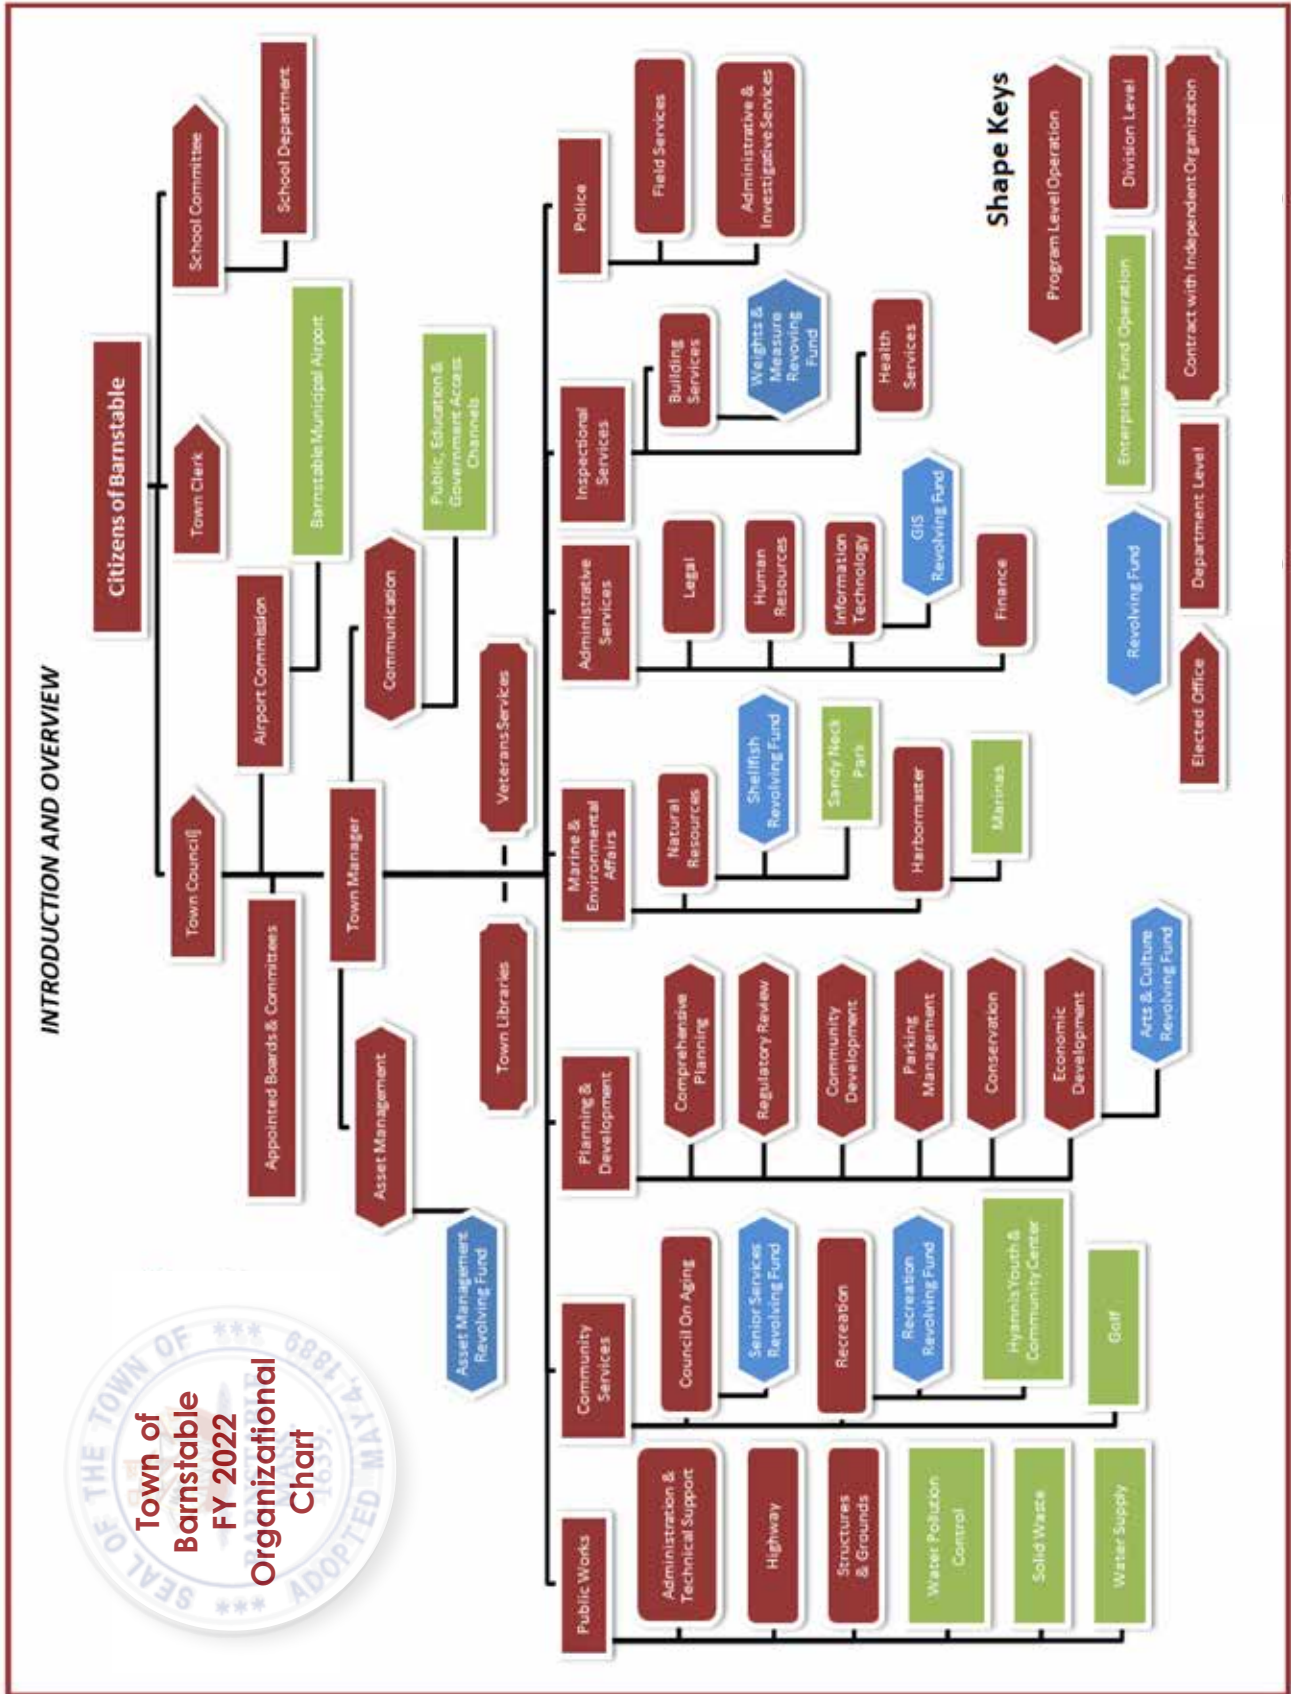 INTRODUCTION AND OVERVIEW
SEAL OF THE TOWN OF
*** ADOPTED MAY 4, 1889 ***
1639.
Town of
Barnstable
FY 2022
Organizational
Chart
Citizens of Barnstable
Town Council
Town Clerk
School Committee
School Department
Appointed Boards & Committees
Airport Commission
Barnstable Municipal Airport
Town Manager
Asset Management
Asset Management
Revolving Fund
Communication
Public, Education &
Government Access
Channels
Town Libraries
Veterans Services
Public Works
Administration &
Technical Support
Highway
Structures
& Grounds
Water Pollution
Control
Solid Waste
Water Supply
Community
Services
Council On Aging
Senior Services
Revolving Fund
Recreation
Recreation
Revolving Fund
Hyannis Youth &
Community Center
Golf
Planning &
Development
Comprehensive
Planning
Regulatory Review
Community
Development
Parking
Management
Conservation
Economic
Development
Arts & Culture
Revolving Fund
Marine &
Environmental
Affairs
Natural
Resources
Shellfish
Revolving Fund
Sandy Neck
Park
Harbormaster
Marinas
Administrative
Services
Legal
Human
Resources
Information
Technology
GIS
Revolving Fund
Finance
Inspectional
Services
Building
Services
Weights &
Measure
Revoving
Fund
Health
Services
Police
Field Services
Administrative &
Investigative Services
Shape Keys
Program Level Operation
Revolving Fund
Enterprise Fund Operation
Division Level
Elected Office
Department Level
Contract with Independent Organization